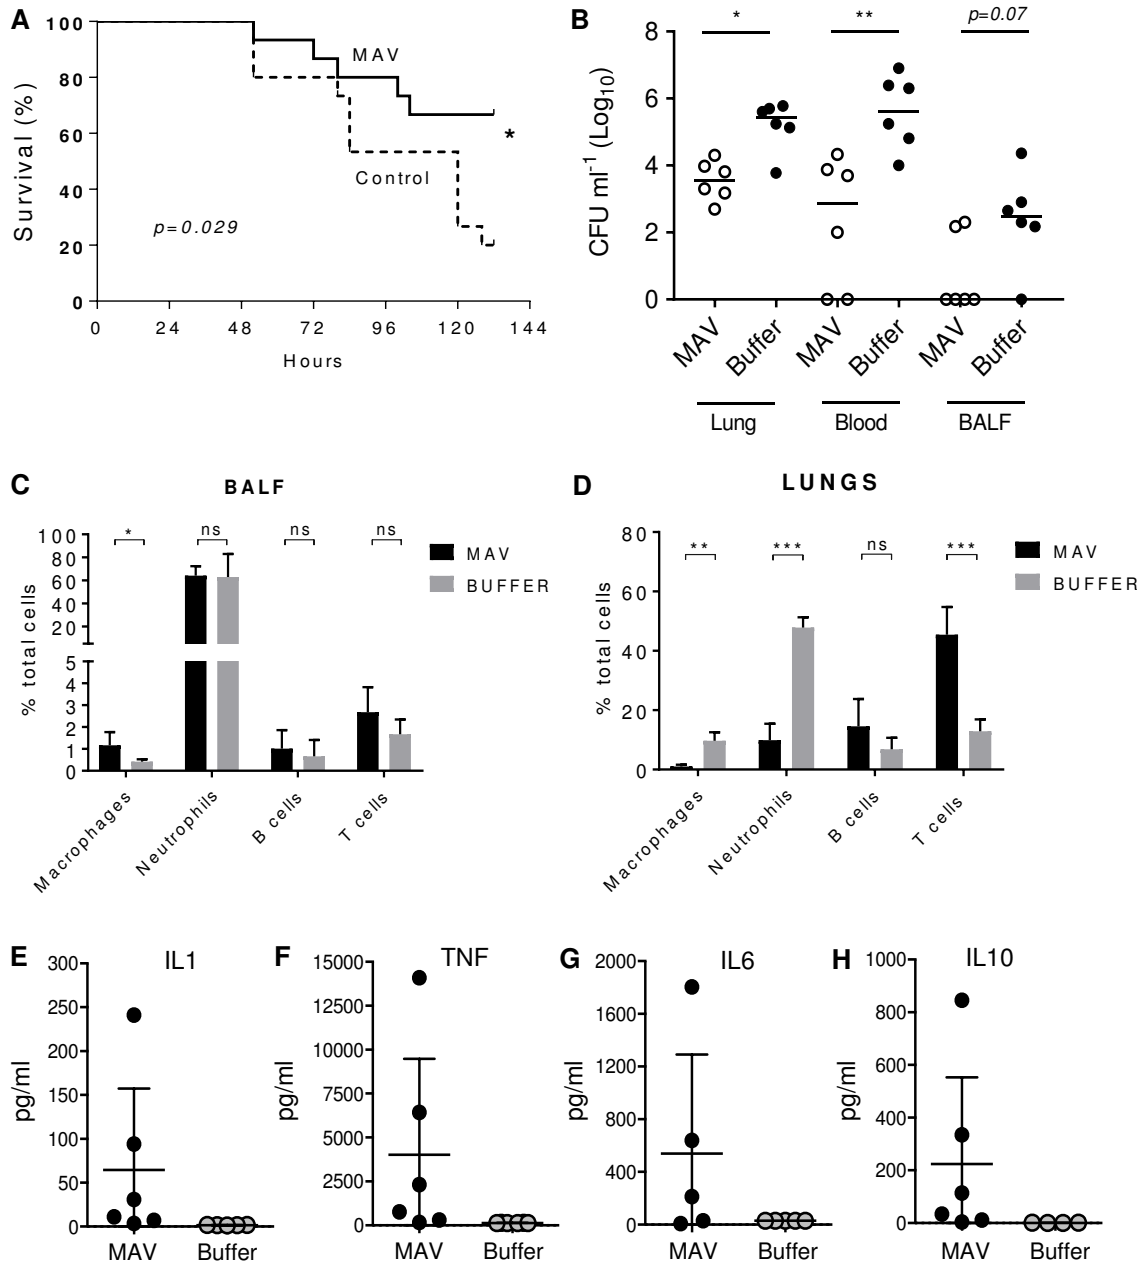 A
100
80
60
40
20
0
Survival (%)
MAV
*
Control
p=0.029
0 24 48 72 96 120 144
Hours
B
* ** p=0.07
8
6
4
2
0
CFU ml-1 (Log10)
MAV Buffer MAV Buffer MAV Buffer
Lung Blood BALF
C
BALF
* ns ns ns
100
80
60
40
20
5
4
3
2
1
0
% total cells
MAV
BUFFER
Macrophages Neutrophils B cells T cells
D
LUNGS
** *** ns ***
80
60
40
20
0
% total cells
MAV
BUFFER
Macrophages Neutrophils B cells T cells
E
IL1
300
250
200
150
100
50
0
pg/ml
MAV Buffer
F
TNF
15000
12500
10000
7500
5000
2500
0
pg/ml
MAV Buffer
G
IL6
2000
1600
1200
800
400
0
pg/ml
MAV Buffer
H
IL10
1000
800
600
400
200
0
pg/ml
MAV Buffer